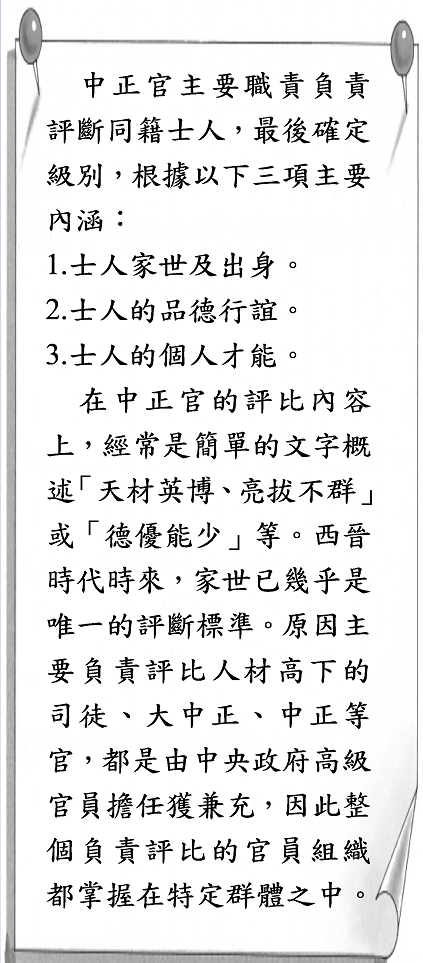 中正官主要職責負責
評斷同籍士人，最後確定
級別，根據以下三項主要
內涵：
1.士人家世及出身。
2.士人的品德行誼。
3.士人的個人才能。
在中正官的評比內容
上，經常是簡單的文字概
述「天材英博、亮拔不群」
或「德優能少」等。西晉
時代時來，家世已幾乎是
唯一的評斷標準。原因主
要負責評比人材高下的
司徒、大中正、中正等
官，都是由中央政府高級
官員擔任獲兼充，因此整
個負責評比的官員組織
都掌握在特定群體之中。